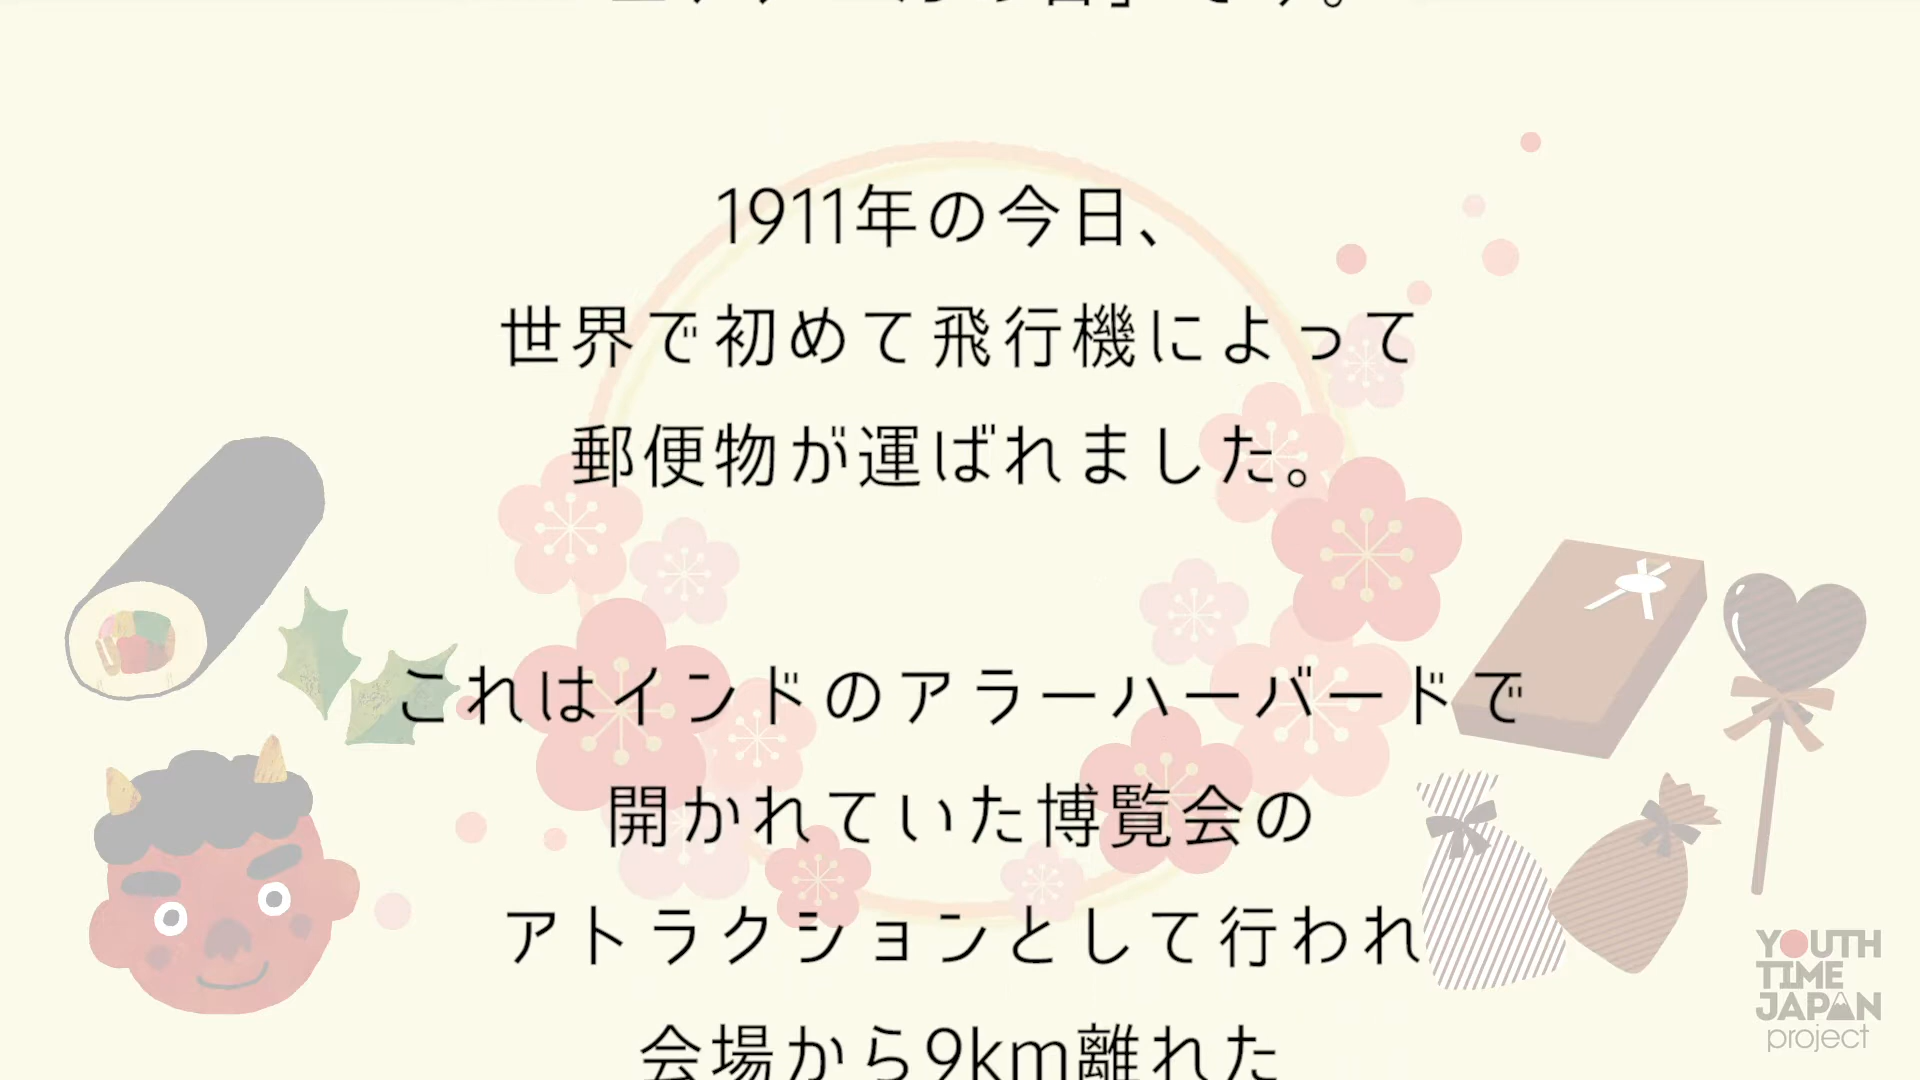 の日」です。
1911年の今日、
世界で初めて飛行機によって
郵便物が運ばれました。
これはインドのアラーハーバードで
開かれていた博覧会の
アトラクションとして行われ
会場から9km離れた
YOUTH
TIME
JAPAN
project